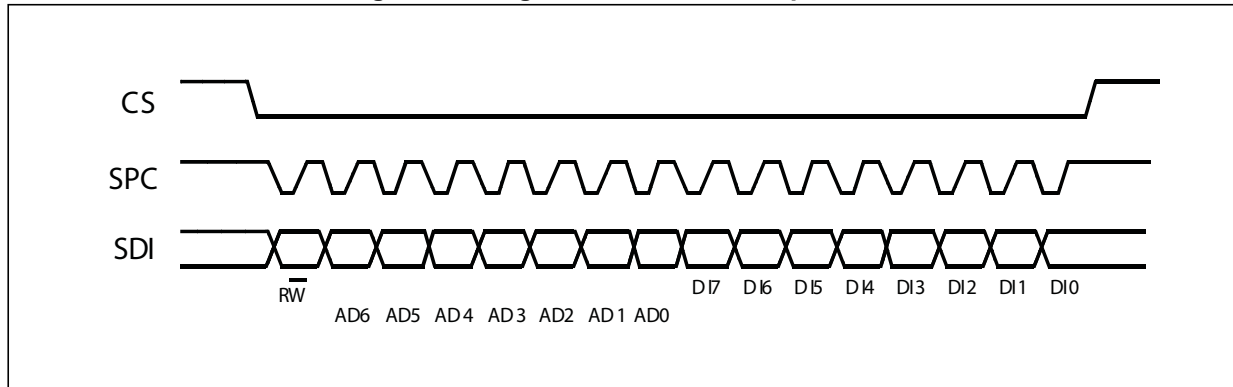 CS
SPC
SDI
RW
DI7 DI6 DI5 DI4 DI3 DI2 DI1 DI0
AD6 AD5 AD4 AD3 AD2 AD1 AD0